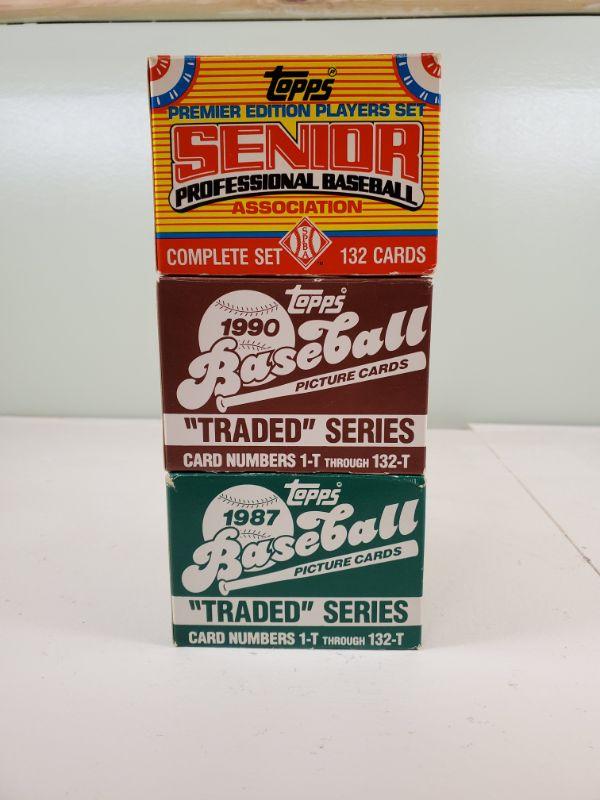 Topps®
PREMIER EDITION PLAYERS SET
SENIOR
PROFESSIONAL BASEBALL
ASSOCIATION
COMPLETE SET SPBA ™ 132 CARDS
Topps®
1990
Baseball
PICTURE CARDS
"TRADED" SERIES
CARD NUMBERS 1-T THROUGH 132-T
Topps®
1987
Baseball
PICTURE CARDS
"TRADED" SERIES
CARD NUMBERS 1-T THROUGH 132-T